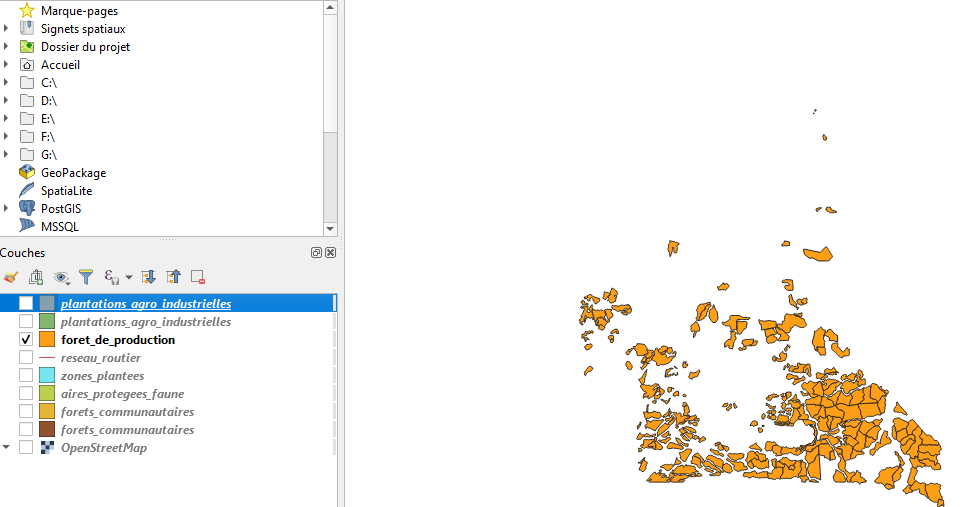 Marque-pages
Signets spatiaux
Dossier du projet
Accueil
C:\
D:\
E:\
F:\
G:\
GeoPackage
SpatiaLite
PostGIS
MSSQL
Couches
plantations_agro_industrielles
plantations_agro_industrielles
foret_de_production
reseau_routier
zones_plantees
aires_protegees_faune
forets_communautaires
forets_communautaires
OpenStreetMap